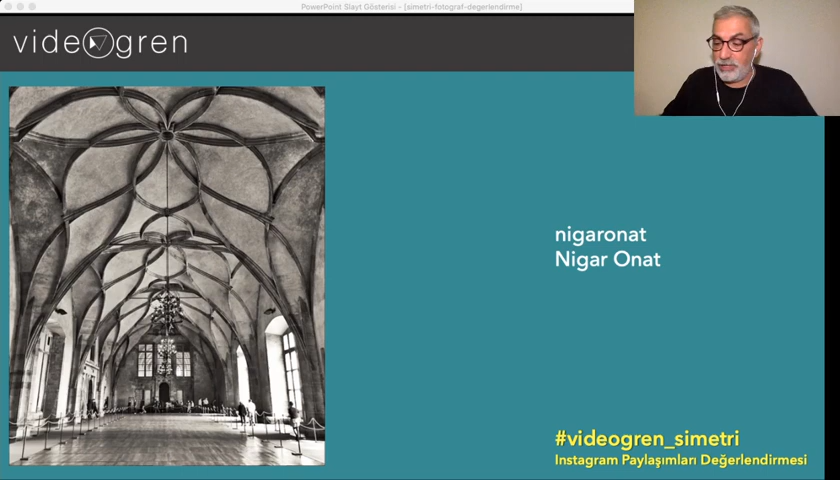 PowerPoint Slayt Gösterisi - [simetri-fotograf-degerlendirme]
videogren
nigaronat
Nigar Onat
#videogren_simetri
Instagram Paylaşımları Değerlendirmesi